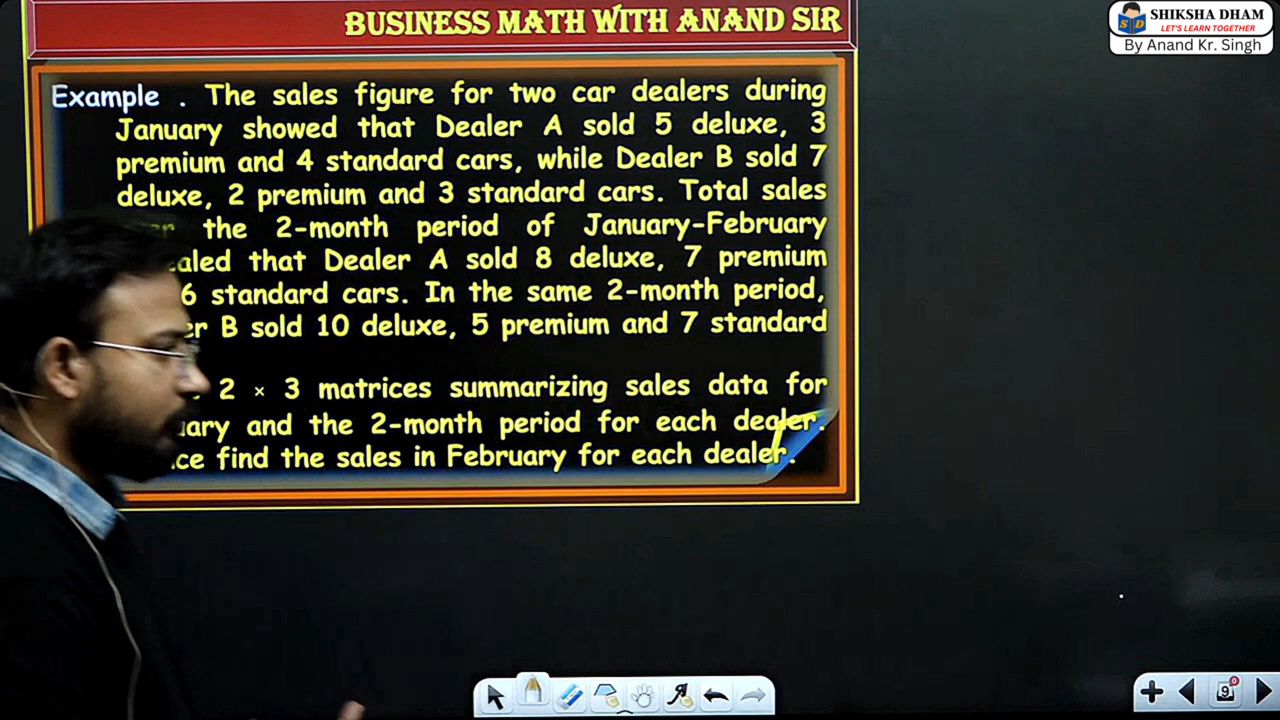 BUSINESS MATH WITH ANAND SIR
SHIKSHA DHAM
LET'S LEARN TOGETHER
By Anand Kr. Singh
S D
Example . The sales figure for two car dealers during
January showed that Dealer A sold 5 deluxe, 3
premium and 4 standard cars, while Dealer B sold 7
deluxe, 2 premium and 3 standard cars. Total sales
the 2-month period of January-February
that Dealer A sold 8 deluxe, 7 premium
6 standard cars. In the same 2-month period,
B sold 10 deluxe, 5 premium and 7 standard
2 × 3 matrices summarizing sales data for
and the 2-month period for each dealer.
find the sales in February for each dealer.
9
0